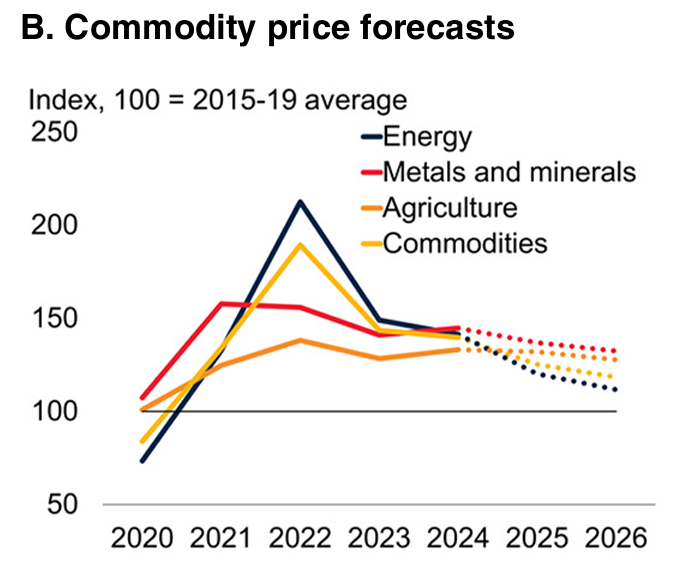 B. Commodity price forecasts
Index, 100 = 2015-19 average
250
Energy
Metals and minerals
200
Agriculture
Commodities
150
100
50
2020 2021 2022 2023 2024 2025 2026